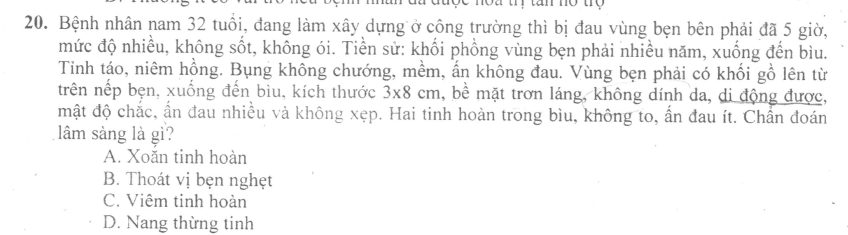 20. Bệnh nhân nam 32 tuổi, đang làm xây dựng ở công trường thì bị đau vùng bẹn bên phải đã 5 giờ,
mức độ nhiều, không sốt, không ói. Tiền sử: khối phồng vùng bẹn phải nhiều năm, xuống đến bìu.
Tỉnh táo, niêm hồng. Bụng không chướng, mềm, ấn không đau. Vùng bẹn phải có khối gồ lên từ
trên nếp bẹn, xuống đến bìu, kích thước 3x8 cm, bề mặt trơn láng, không dính da, di động được,
mật độ chắc, ấn đau nhiều và không xẹp. Hai tinh hoàn trong bìu, không to, ấn đau ít. Chẩn đoán
lâm sàng là gì?
A. Xoắn tinh hoàn
B. Thoát vị bẹn nghẹt
C. Viêm tinh hoàn
D. Nang thừng tinh